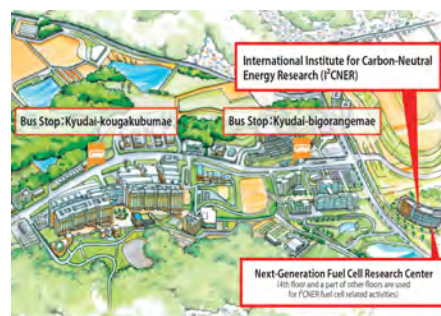 International Institute for Carbon-Neutral
Energy Research (I²CNER)
Bus Stop:Kyudai-kougakubumae
Bus Stop:Kyudai-bigorangemae
Next-Generation Fuel Cell Research Center
(4th floor and a part of other floors are used
for I²CNER fuel cell related activities)